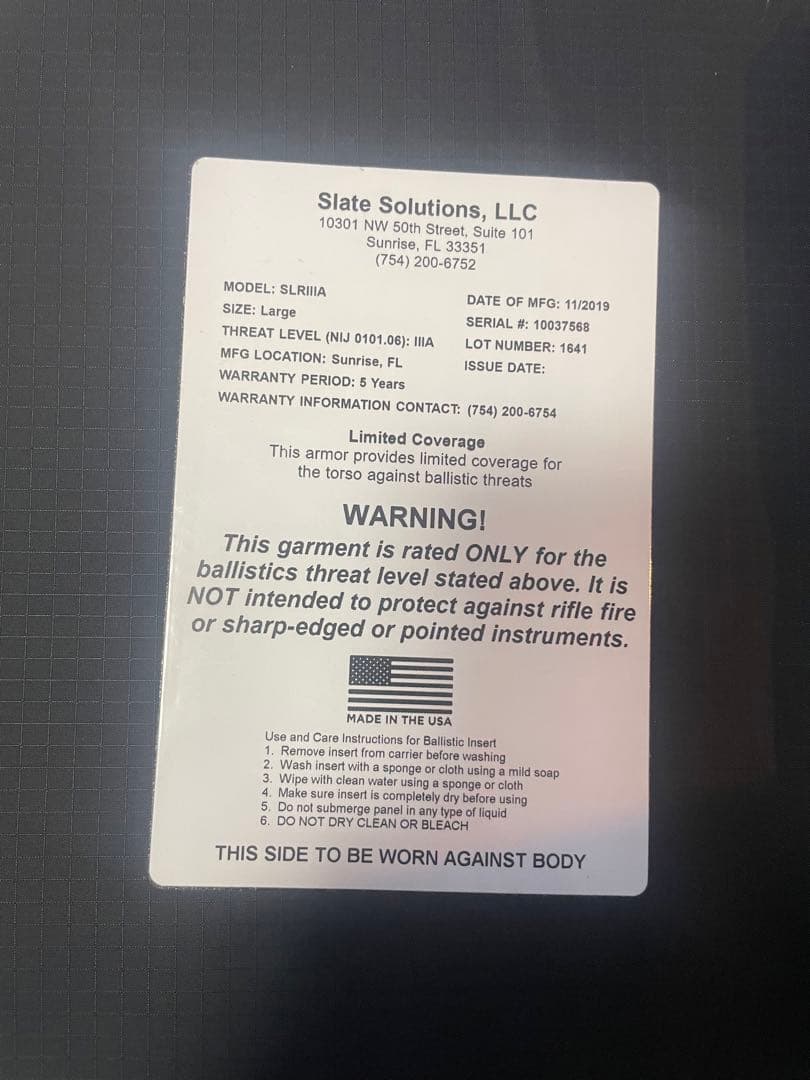 Slate Solutions, LLC
10301 NW 50th Street, Suite 101
Sunrise, FL 33351
(754) 200-6752
MODEL: SLRIIIA
SIZE: Large
THREAT LEVEL (NIJ 0101.06): IIIA
MFG LOCATION: Sunrise, FL
WARRANTY PERIOD: 5 Years
WARRANTY INFORMATION CONTACT: (754) 200-6754
DATE OF MFG: 11/2019
SERIAL #: 10037568
LOT NUMBER: 1641
ISSUE DATE:
Limited Coverage
This armor provides limited coverage for
the torso against ballistic threats
WARNING!
This garment is rated ONLY for the
ballistics threat level stated above. It is
NOT intended to protect against rifle fire
or sharp-edged or pointed instruments.
MADE IN THE USA
Use and Care Instructions for Ballistic Insert
1. Remove insert from carrier before washing
2. Wash insert with a sponge or cloth using a mild soap
3. Wipe with clean water using a sponge or cloth
4. Make sure insert is completely dry before using
5. Do not submerge panel in any type of liquid
6. DO NOT DRY CLEAN OR BLEACH
THIS SIDE TO BE WORN AGAINST BODY